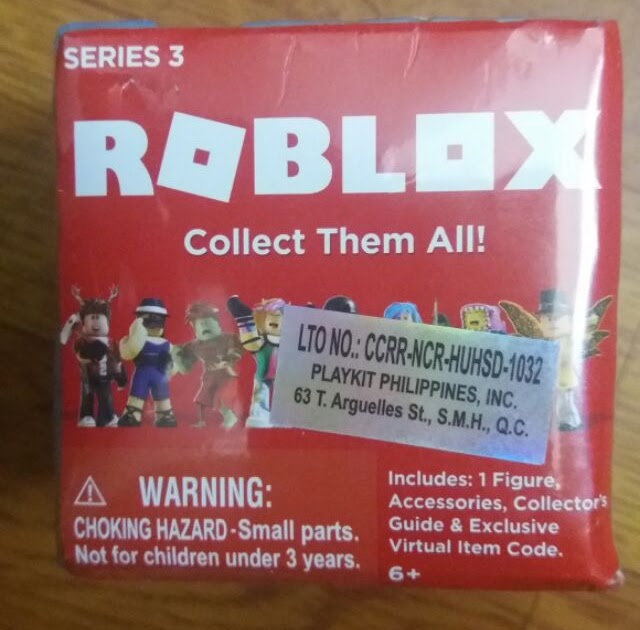 SERIES 3
ROBLOX
Collect Them All!
LTO NO.: CCRR-NCR-HUHSD-1032
PLAYKIT PHILIPPINES, INC.
63 T. Arguelles St., S.M.H., Q.C.
WARNING:
CHOKING HAZARD-Small parts.
Not for children under 3 years.
Includes: 1 Figure,
Accessories, Collector's
Guide & Exclusive
Virtual Item Code.
6+